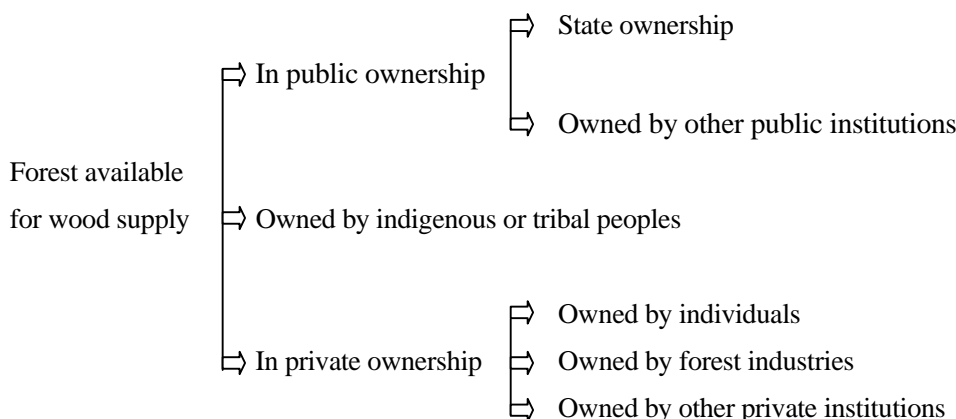 State ownership
In public ownership
Owned by other public institutions
Forest available
for wood supply
Owned by indigenous or tribal peoples
Owned by individuals
In private ownership
Owned by forest industries
Owned by other private institutions